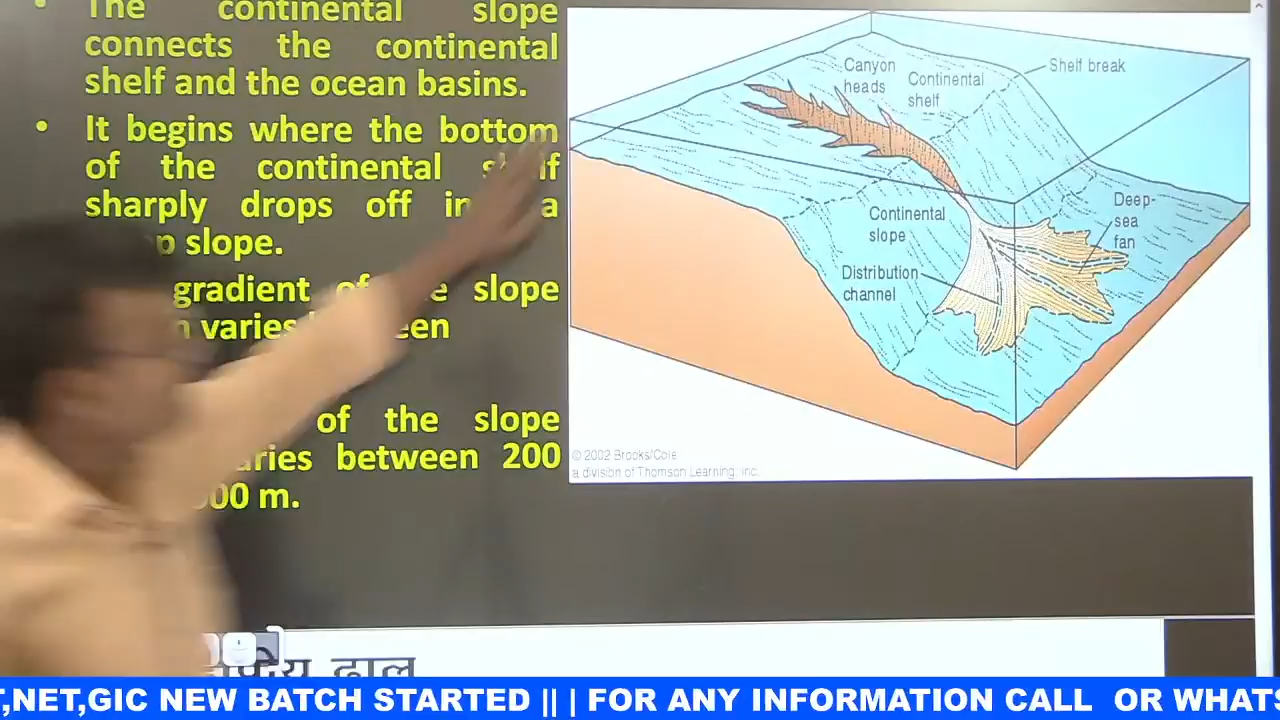 • The continental slope
connects the continental
shelf and the ocean basins.
• It begins where the bottom
of the continental
sharply drops off a
slope.
gradient of slope
varies
of the slope
between 200
m.
Canyon
heads
Continental
shelf
Shelf break
Continental
slope
Deep-
sea
fan
Distribution
channel
© 2002 Brooks/Cole
a division of Thomson Learning, Inc.
ढाल
,NET,GIC NEW BATCH STARTED || | FOR ANY INFORMATION CALL OR WHATS